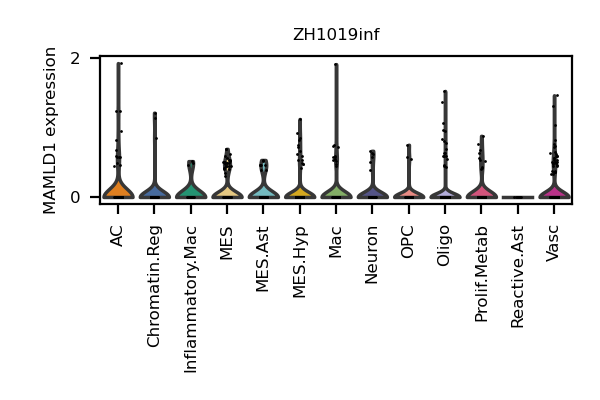 ZH1019inf
MAMLD1 expression
2
0
AC
Chromatin.Reg
Inflammatory.Mac
MES
MES.Ast
MES.Hyp
Mac
Neuron
OPC
Oligo
Prolif.Metab
Reactive.Ast
Vasc